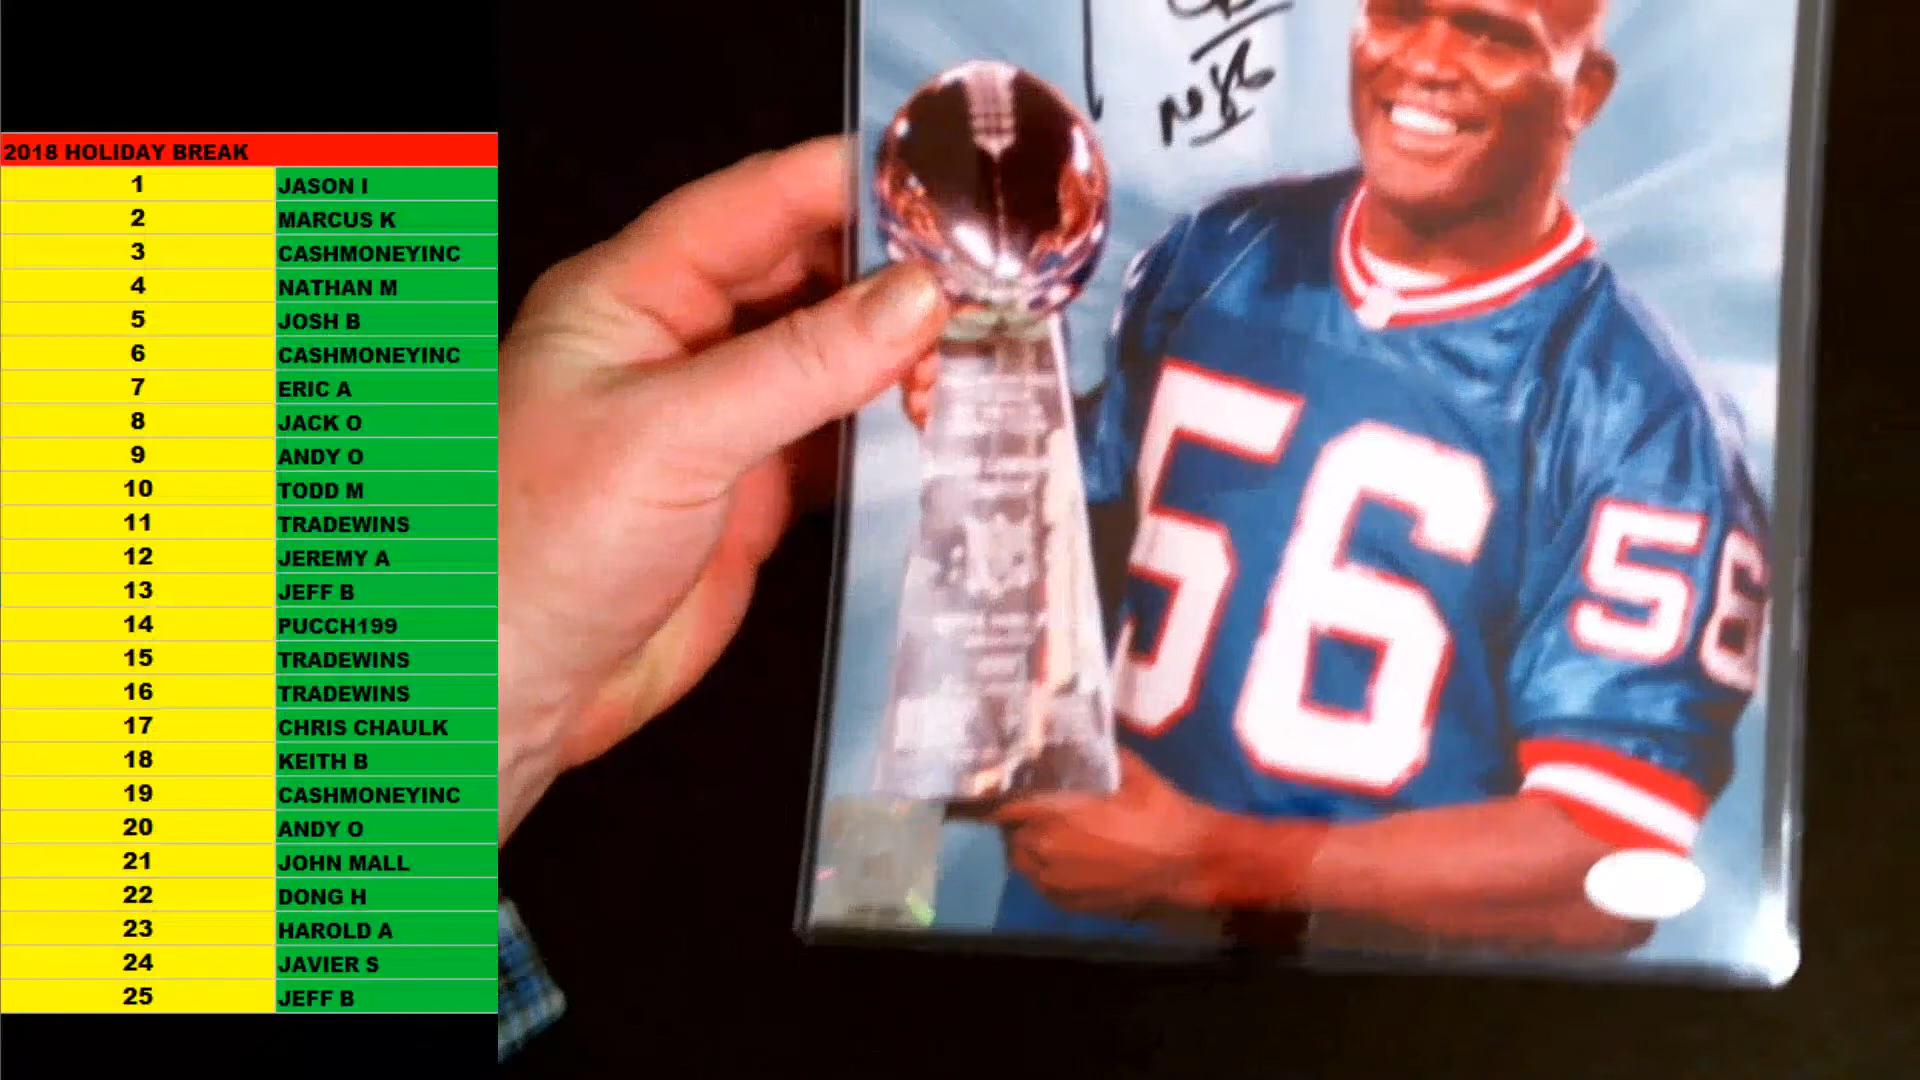 2018 HOLIDAY BREAK
1 JASON I
2 MARCUS K
3 CASHMONEYINC
4 NATHAN M
5 JOSH B
6 CASHMONEYINC
7 ERIC A
8 JACK O
9 ANDY O
10 TODD M
11 TRADEWINS
12 JEREMY A
13 JEFF B
14 PUCCH199
15 TRADEWINS
16 TRADEWINS
17 CHRIS CHAULK
18 KEITH B
19 CASHMONEYINC
20 ANDY O
21 JOHN MALL
22 DONG H
23 HAROLD A
24 JAVIER S
25 JEFF B
56
56